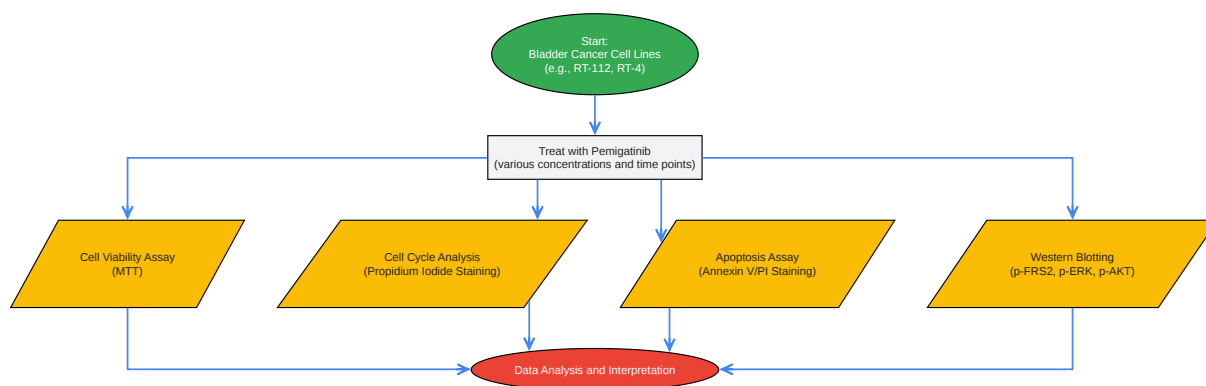 Start:
Bladder Cancer Cell Lines
(e.g., RT-112, RT-4)
Treat with Pemigatinib
(various concentrations and time points)
Cell Viability Assay
(MTT)
Cell Cycle Analysis
(Propidium Iodide Staining)
Apoptosis Assay
(Annexin V/PI Staining)
Western Blotting
(p-FRS2, p-ERK, p-AKT)
Data Analysis and Interpretation